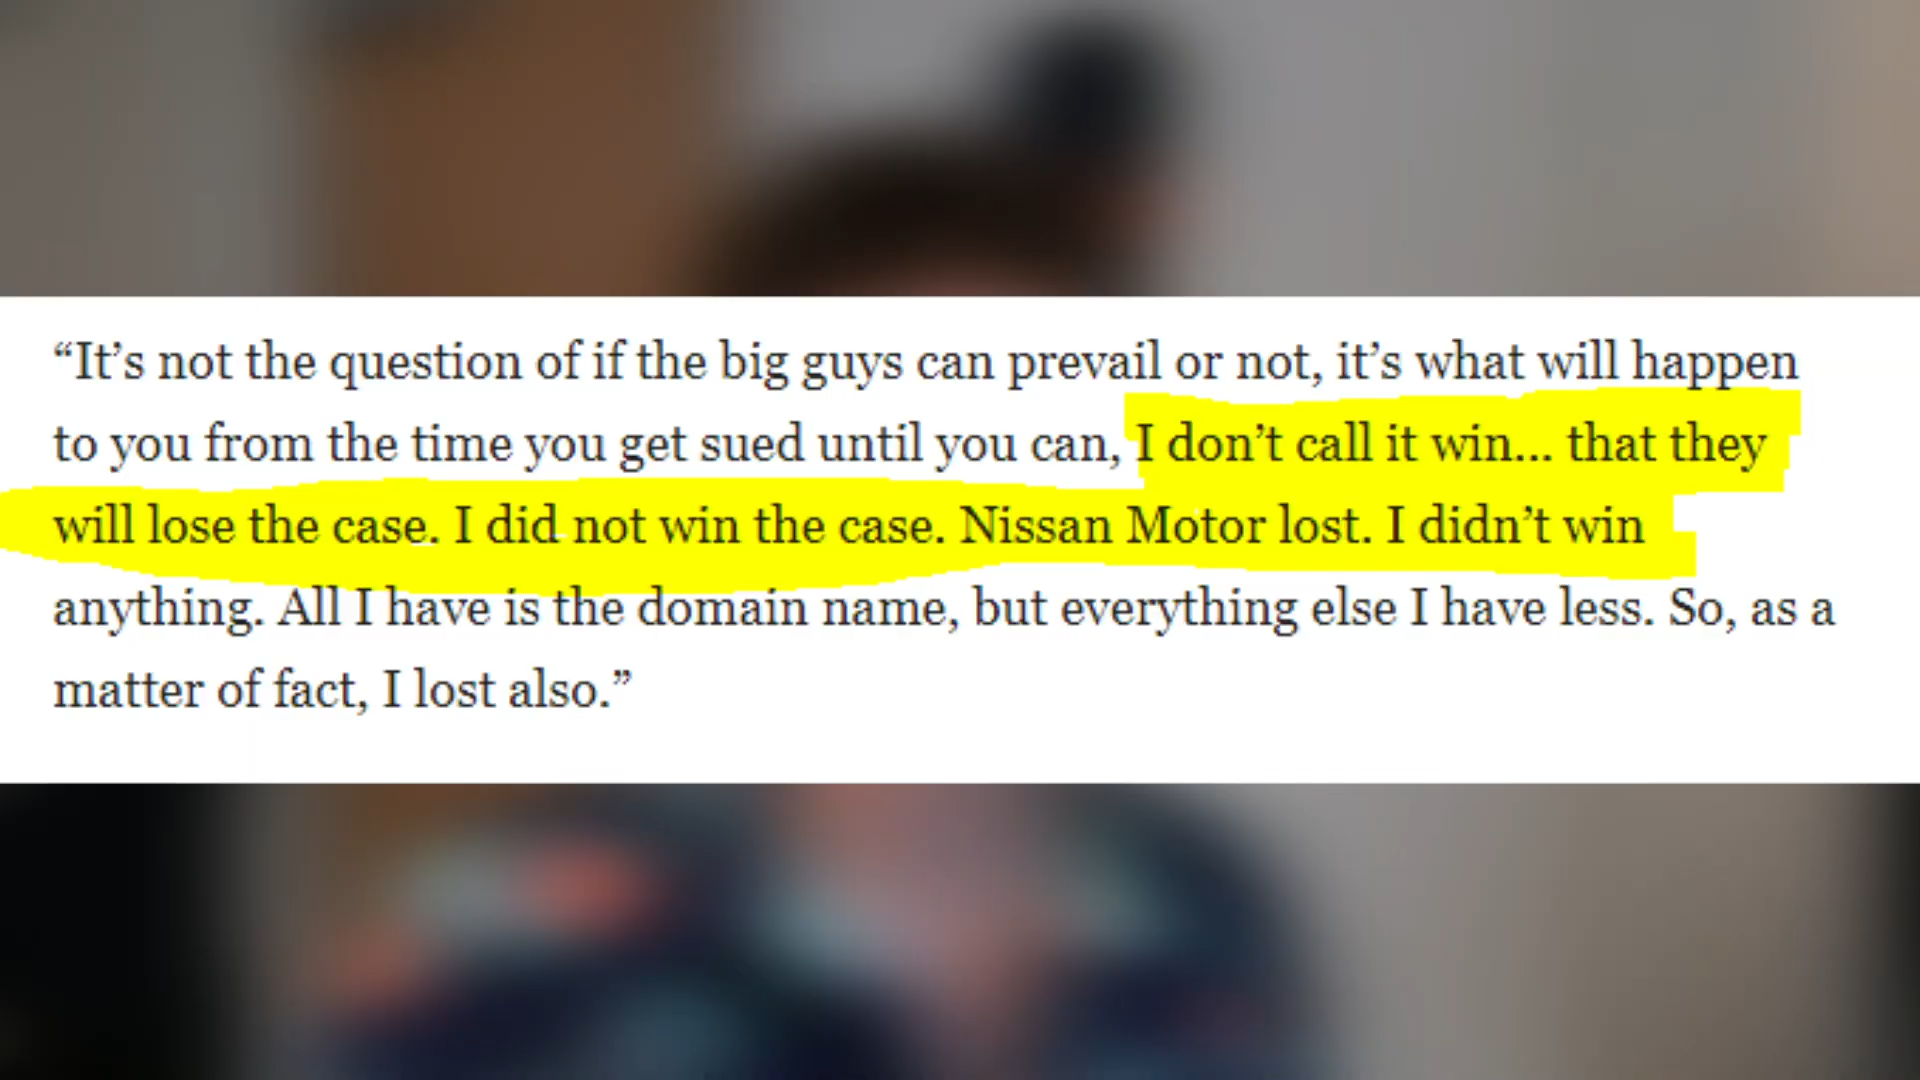 “It’s not the question of if the big guys can prevail or not, it’s what will happen
to you from the time you get sued until you can, I don’t call it win... that they
will lose the case. I did not win the case. Nissan Motor lost. I didn’t win
anything. All I have is the domain name, but everything else I have less. So, as a
matter of fact, I lost also.”